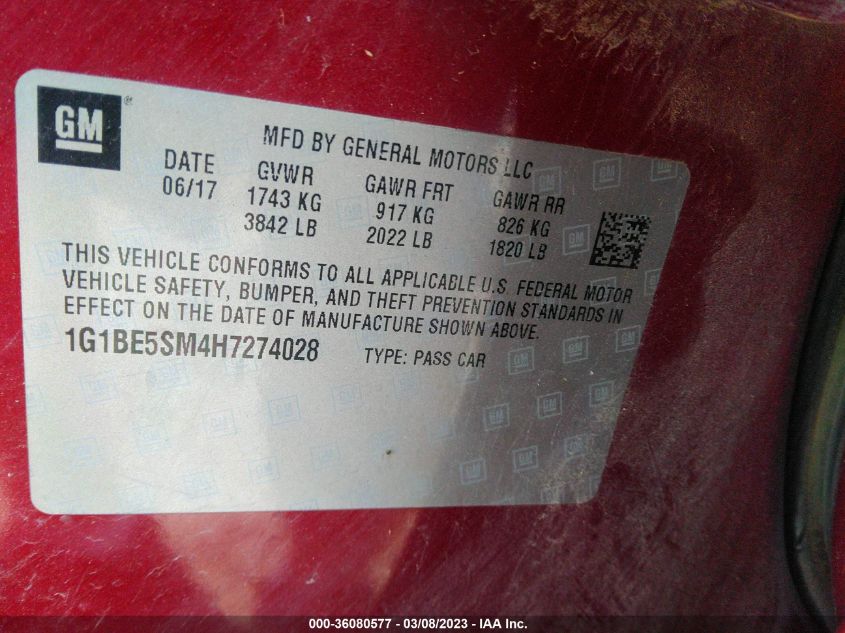 GM ®
MFD BY GENERAL MOTORS LLC
DATE GVWR GAWR FRT GAWR RR
06/17 1743 KG 917 KG 826 KG
3842 LB 2022 LB 1820 LB
THIS VEHICLE CONFORMS TO ALL APPLICABLE U.S. FEDERAL MOTOR
VEHICLE SAFETY, BUMPER, AND THEFT PREVENTION STANDARDS IN
EFFECT ON THE DATE OF MANUFACTURE SHOWN ABOVE.
1G1BE5SM4H7274028 TYPE: PASS CAR
000-36080577 - 03/08/2023 - IAA Inc.